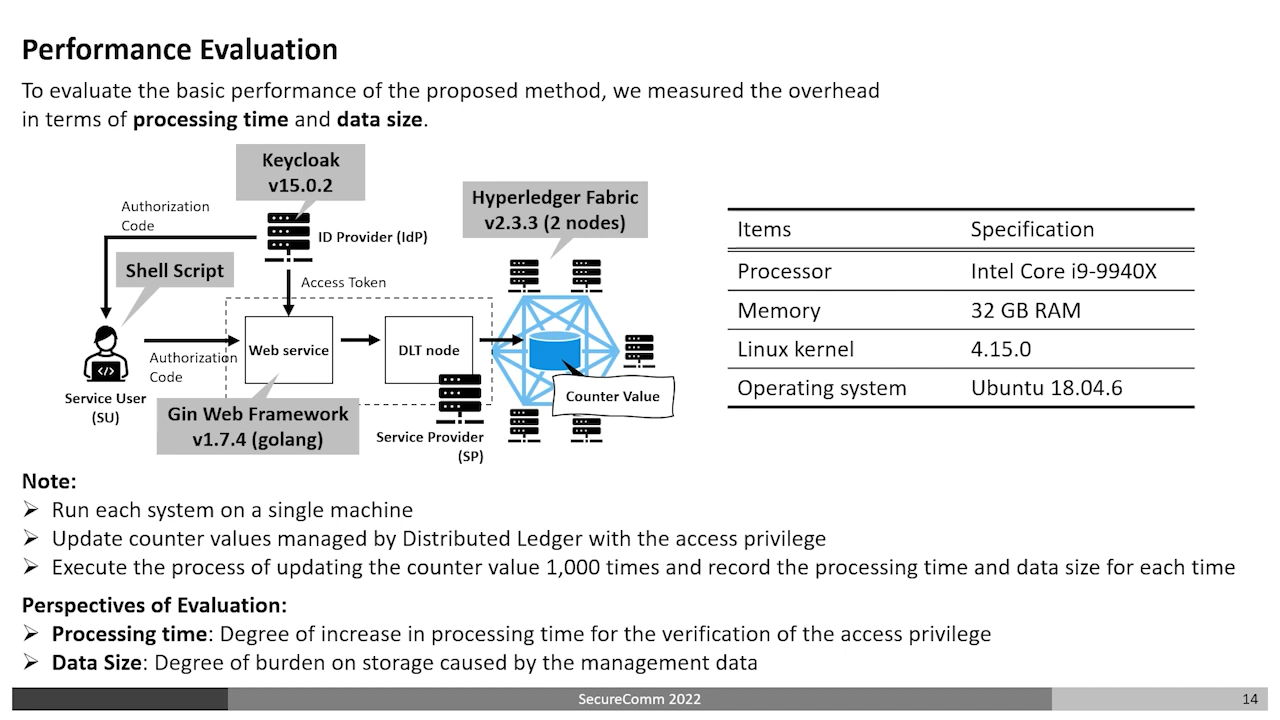 Performance Evaluation
To evaluate the basic performance of the proposed method, we measured the overhead
in terms of processing time and data size.
Keycloak
v15.0.2
Authorization
Code
ID Provider (IdP)
Hyperledger Fabric
v2.3.3 (2 nodes)
Shell Script
Access Token
Web service
DLT node
Authorization
Code
Service User
(SU)
Gin Web Framework
v1.7.4 (golang)
Service Provider
(SP)
Counter Value
Items Specification
Processor Intel Core i9-9940X
Memory 32 GB RAM
Linux kernel 4.15.0
Operating system Ubuntu 18.04.6
Note:
➢ Run each system on a single machine
➢ Update counter values managed by Distributed Ledger with the access privilege
➢ Execute the process of updating the counter value 1,000 times and record the processing time and data size for each time
Perspectives of Evaluation:
➢ Processing time: Degree of increase in processing time for the verification of the access privilege
➢ Data Size: Degree of burden on storage caused by the management data
SecureComm 2022
14